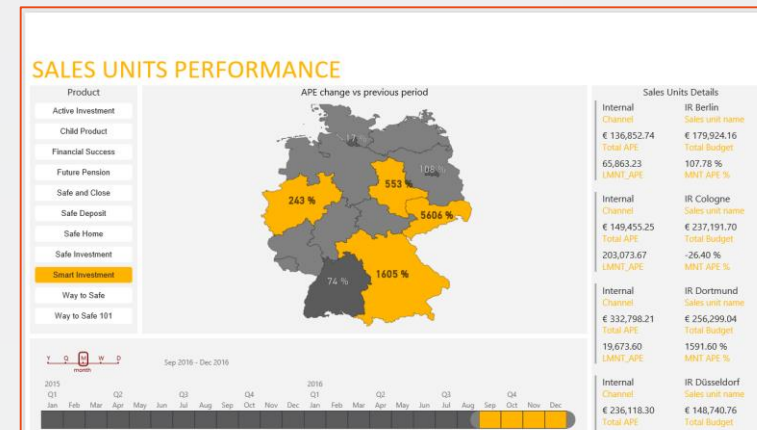 SALES UNITS PERFORMANCE
Product
Active Investment
Child Product
Financial Success
Future Pension
Safe and Close
Safe Deposit
Safe Home
Safe Investment
Smart Investment
Way to Safe
Way to Safe 101
APE change vs previous period
108 %
553 %
243 %
5606 %
1605 %
74 %
Sales Units Details
Internal IR Berlin
Channel Sales unit name
€ 136,852.74 € 179,924.16
Total APE Total Budget
65,863.23 107.78 %
LMNT_APE MNT APE %
Internal IR Cologne
Channel Sales unit name
€ 149,455.25 € 237,191.70
Total APE Total Budget
203,073.67 -26.40 %
LMNT_APE MNT APE %
Internal IR Dortmund
Channel Sales unit name
€ 332,798.21 € 256,299.04
Total APE Total Budget
19,673.60 1591.60 %
LMNT_APE MNT APE %
Internal IR Düsseldorf
Channel Sales unit name
€ 236,118.30 € 148,740.76
Total APE Total Budget
Y Q M W D
month
Sep 2016 - Dec 2016
2015 2016
Q1 Q2 Q3 Q4 Q1 Q2 Q3 Q4
Jan Feb Mar Apr May Jun Jul Aug Sep Oct Nov Dec Jan Feb Mar Apr May Jun Jul Aug Sep Oct Nov Dec